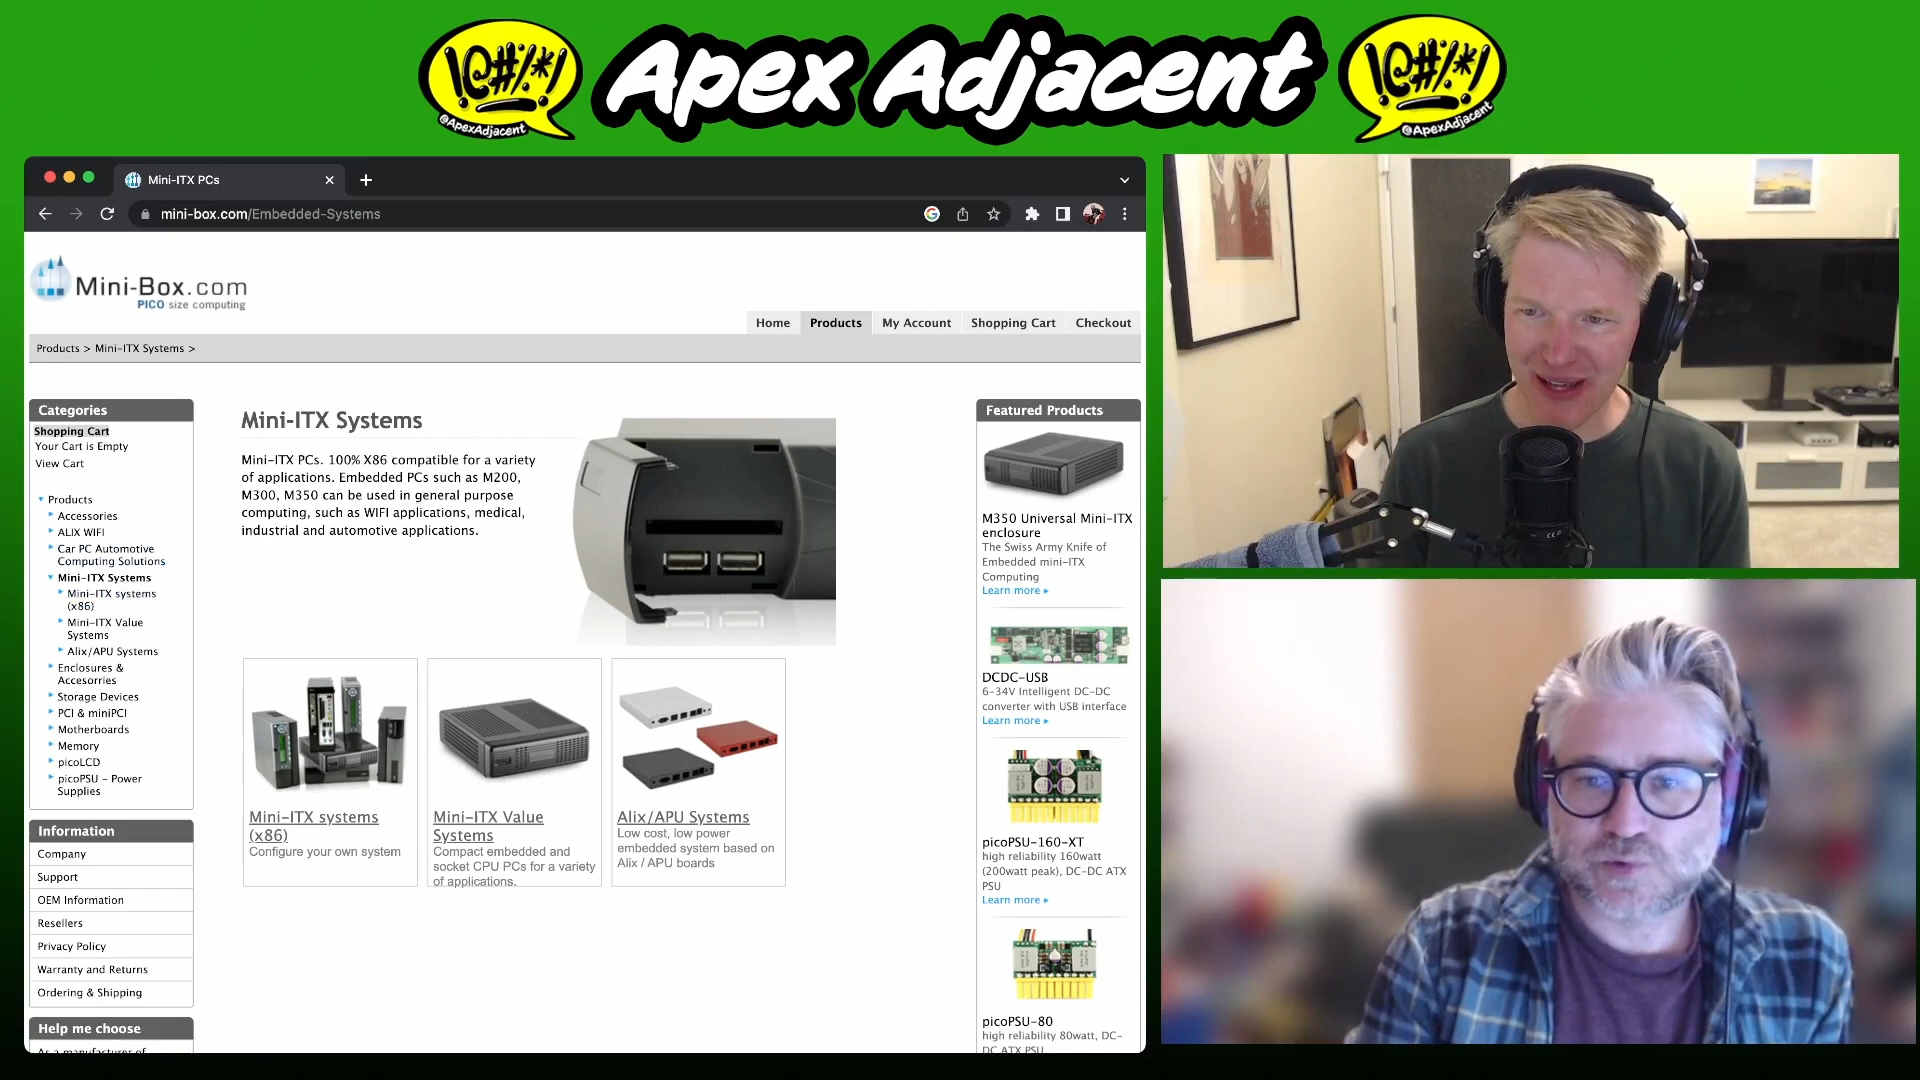 !@#/*!
@ApexAdjacent
Apex Adjacent
!@#/*!
@ApexAdjacent
Mini-ITX PCs
mini-box.com/Embedded-Systems
Mini-Box.com
PICO size computing
Home
Products
My Account
Shopping Cart
Checkout
Products > Mini-ITX Systems >
Categories
Shopping Cart
Your Cart is Empty
View Cart
Products
Accessories
ALIX WIFI
Car PC Automotive
Computing Solutions
Mini-ITX Systems
Mini-ITX systems
(x86)
Mini-ITX Value
Systems
Alix/APU Systems
Enclosures &
Accesorries
Storage Devices
PCI & miniPCI
Motherboards
Memory
picoLCD
picoPSU - Power
Supplies
Information
Company
Support
OEM Information
Resellers
Privacy Policy
Warranty and Returns
Ordering & Shipping
Help me choose
As a manufacturer of
Mini-ITX Systems
Mini-ITX PCs. 100% X86 compatible for a variety
of applications. Embedded PCs such as M200,
M300, M350 can be used in general purpose
computing, such as WIFI applications, medical,
industrial and automotive applications.
Mini-ITX systems
(x86)
Configure your own system
Mini-ITX Value
Systems
Compact embedded and
socket CPU PCs for a variety
of applications.
Alix/APU Systems
Low cost, low power
embedded system based on
Alix / APU boards
Featured Products
M350 Universal Mini-ITX
enclosure
The Swiss Army Knife of
Embedded mini-ITX
Computing
Learn more
DCDC-USB
6-34V Intelligent DC-DC
converter with USB interface
Learn more
picoPSU-160-XT
high reliability 160watt
(200watt peak), DC-DC ATX
PSU
Learn more
picoPSU-80
high reliability 80watt, DC-
DC ATX PSU